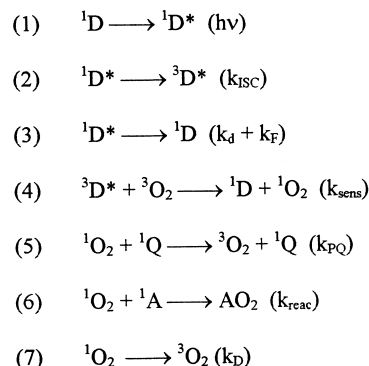 (1) ¹D ⟶ ¹D* (hν)
(2) ¹D* ⟶ ³D* (k_ISC)
(3) ¹D* ⟶ ¹D (k_d + k_F)
(4) ³D* + ³O₂ ⟶ ¹D + ¹O₂ (k_sens)
(5) ¹O₂ + ¹Q ⟶ ³O₂ + ¹Q (k_PQ)
(6) ¹O₂ + ¹A ⟶ AO₂ (k_reac)
(7) ¹O₂ ⟶ ³O₂ (k_D)